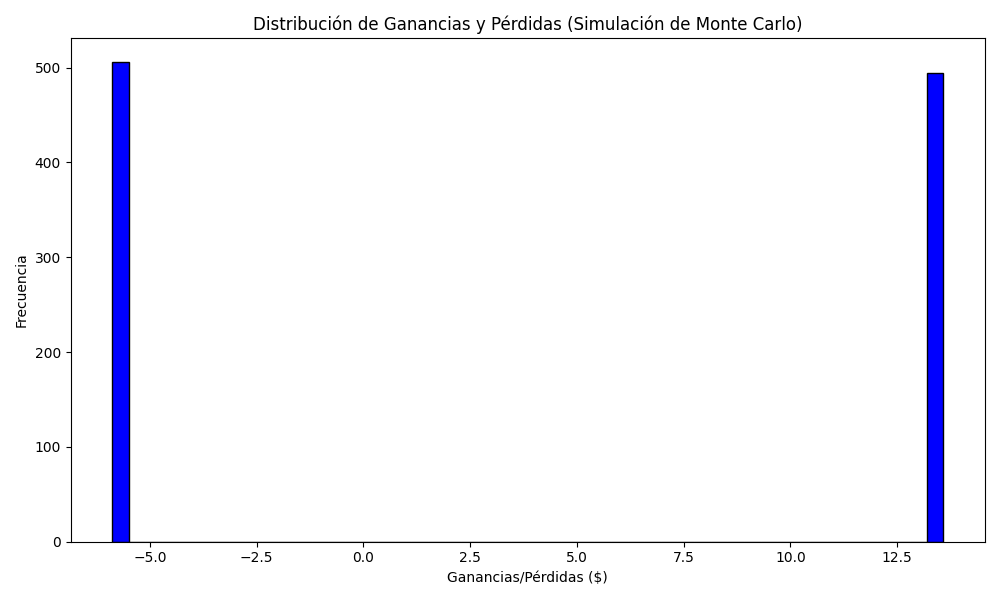 Distribución de Ganancias y Pérdidas (Simulación de Monte Carlo)
500
400
300
200
100
0
Frecuencia
−5.0 −2.5 0.0 2.5 5.0 7.5 10.0 12.5
Ganancias/Pérdidas ($)